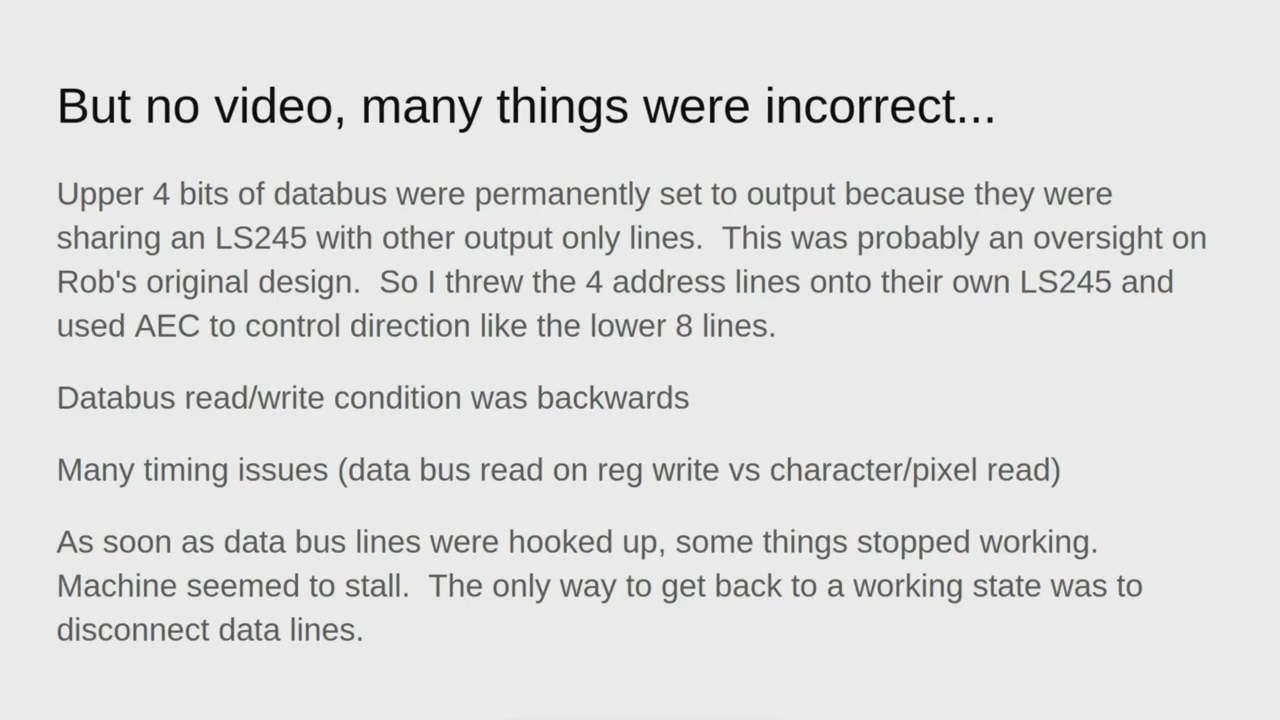 But no video, many things were incorrect...
Upper 4 bits of databus were permanently set to output because they were
sharing an LS245 with other output only lines.  This was probably an oversight on
Rob's original design.  So I threw the 4 address lines onto their own LS245 and
used AEC to control direction like the lower 8 lines.
Databus read/write condition was backwards
Many timing issues (data bus read on reg write vs character/pixel read)
As soon as data bus lines were hooked up, some things stopped working.
Machine seemed to stall.  The only way to get back to a working state was to
disconnect data lines.